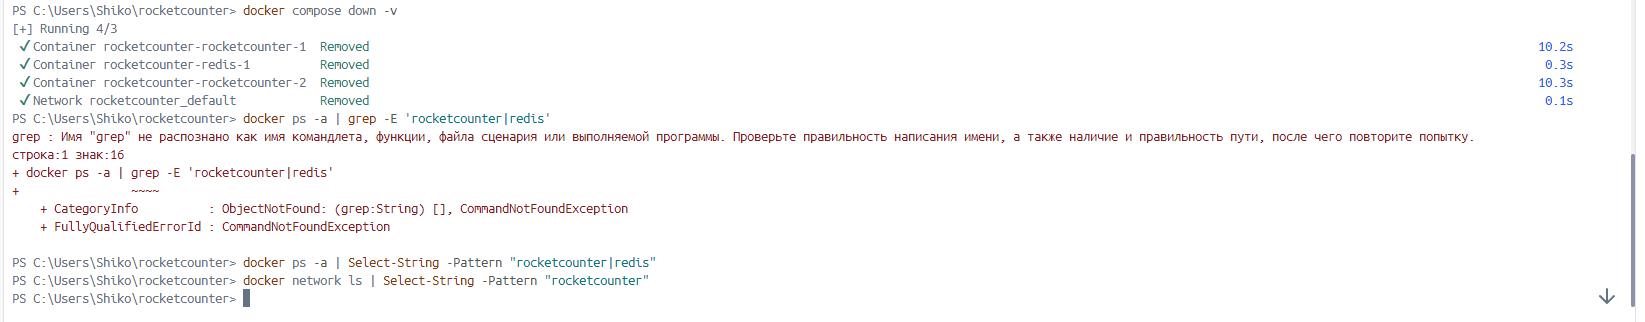 PS C:\Users\Shiko\rocketcounter> docker compose down -v
[+] Running 4/3
✓Container rocketcounter-rocketcounter-1  Removed 10.2s
✓Container rocketcounter-redis-1  Removed 0.3s
✓Container rocketcounter-rocketcounter-2  Removed 10.3s
✓Network rocketcounter_default  Removed 0.1s
PS C:\Users\Shiko\rocketcounter> docker ps -a | grep -E 'rocketcounter|redis'
grep : Имя "grep" не распознано как имя командлета, функции, файла сценария или выполняемой программы. Проверьте правильность написания имени, а также наличие и правильность пути, после чего повторите попытку.
строка:1 знак:16
+ docker ps -a | grep -E 'rocketcounter|redis'
+                ~~~~
    + CategoryInfo          : ObjectNotFound: (grep:String) [], CommandNotFoundException
    + FullyQualifiedErrorId : CommandNotFoundException
PS C:\Users\Shiko\rocketcounter> docker ps -a | Select-String -Pattern "rocketcounter|redis"
PS C:\Users\Shiko\rocketcounter> docker network ls | Select-String -Pattern "rocketcounter"
PS C:\Users\Shiko\rocketcounter>